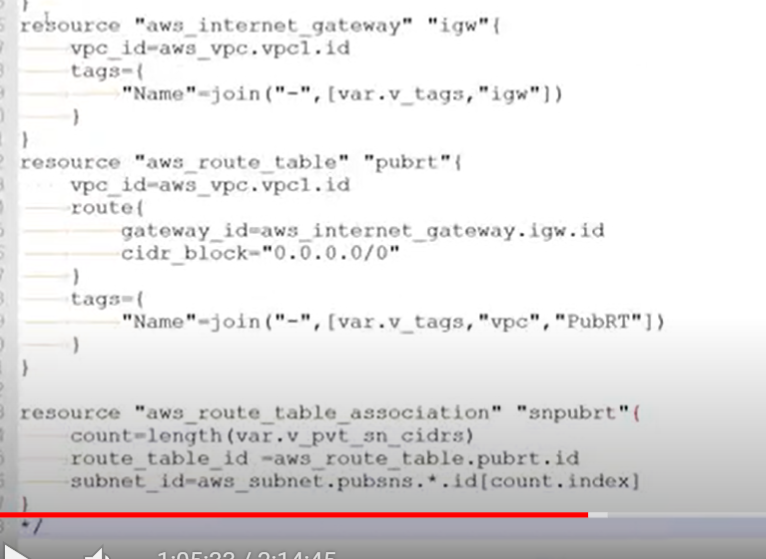 }
resource "aws_internet_gateway" "igw"{
vpc_id=aws_vpc.vpc1.id
tags={
"Name"=join("-",[var.v_tags,"igw"])
}
}
resource "aws_route_table" "pubrt"{
vpc_id=aws_vpc.vpc1.id
route{
gateway_id=aws_internet_gateway.igw.id
cidr_block="0.0.0.0/0"
}
tags={
"Name"=join("-",[var.v_tags,"vpc","PubRT"])
}
}
resource "aws_route_table_association" "snpubrt"{
count=length(var.v_pvt_sn_cidrs)
route_table_id =aws_route_table.pubrt.id
subnet_id=aws_subnet.pubsns.*.id[count.index]
}
*/
1:05:33 / 2:14:45